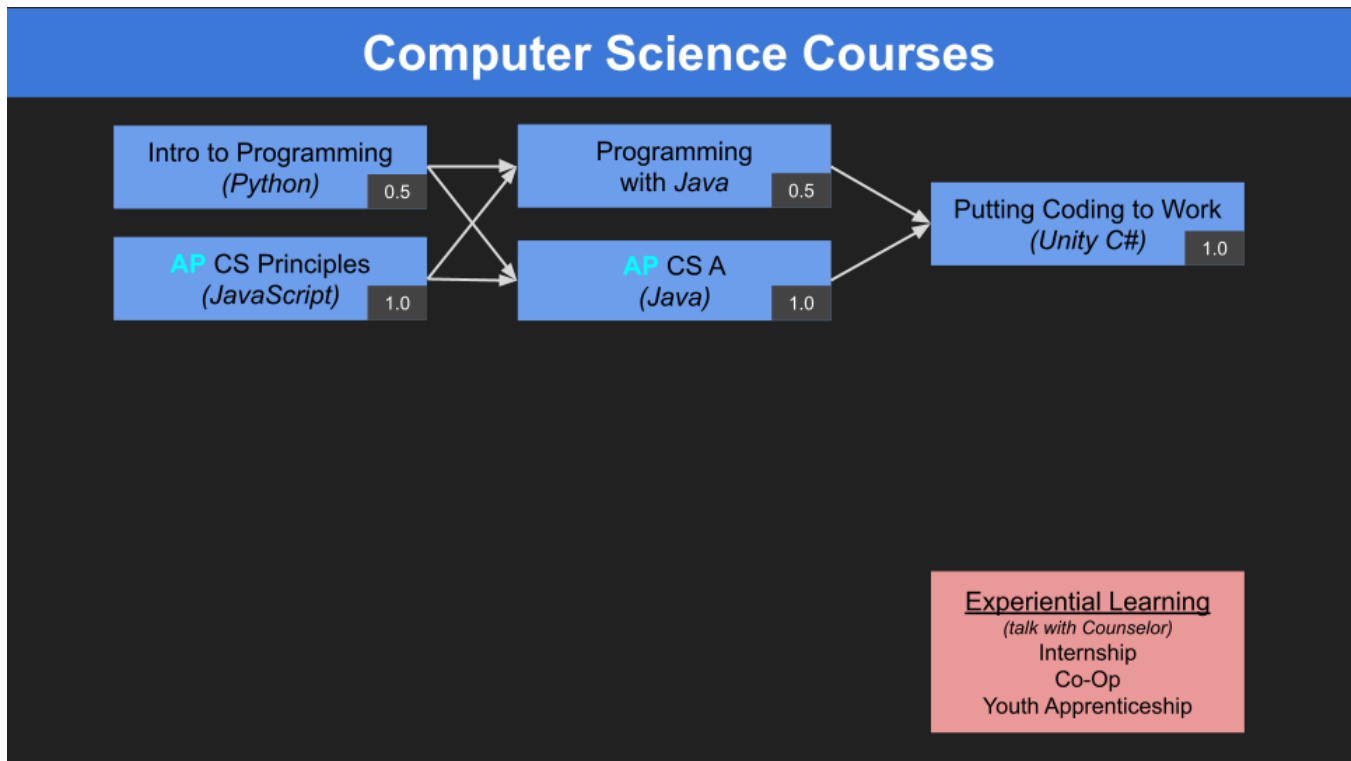 Computer Science Courses
Intro to Programming
(Python)
0.5
Programming
with Java
0.5
Putting Coding to Work
(Unity C#)
1.0
AP CS Principles
(JavaScript)
1.0
AP CS A
(Java)
1.0
Experiential Learning
(talk with Counselor)
Internship
Co-Op
Youth Apprenticeship